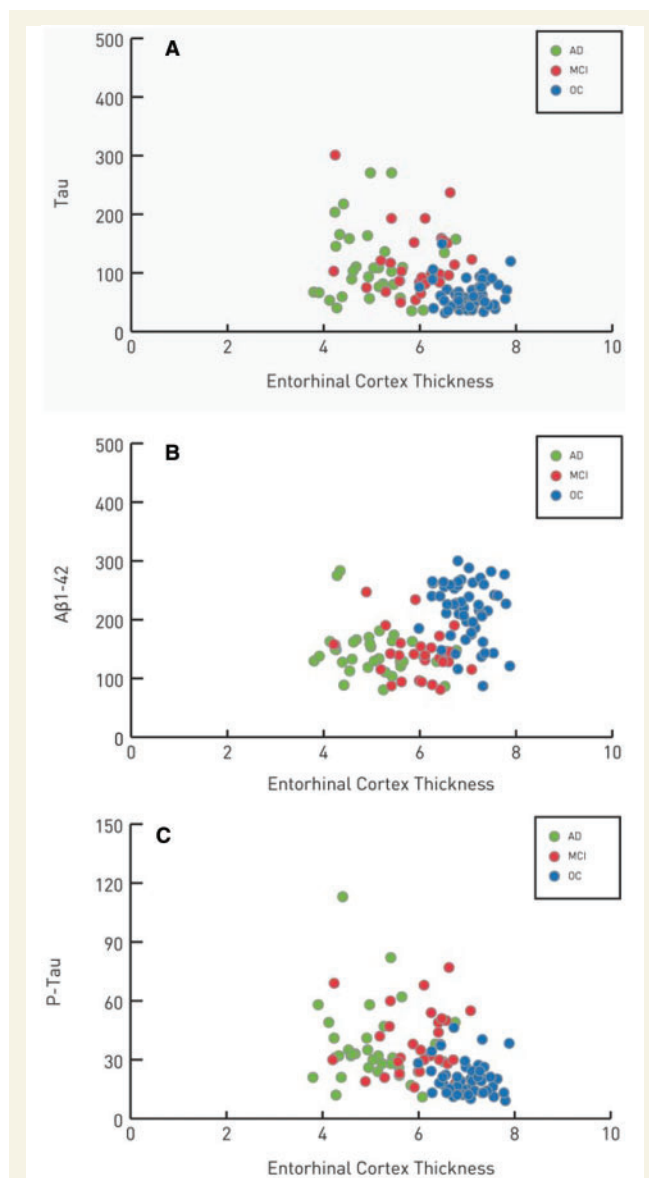 A
500
400
300
200
100
0
Tau
0 2 4 6 8 10
Entorhinal Cortex Thickness
AD
MCI
OC
B
500
400
300
200
100
0
Aβ1-42
0 2 4 6 8 10
Entorhinal Cortex Thickness
AD
MCI
OC
C
150
120
90
60
30
0
P-Tau
0 2 4 6 8 10
Entorhinal Cortex Thickness
AD
MCI
OC